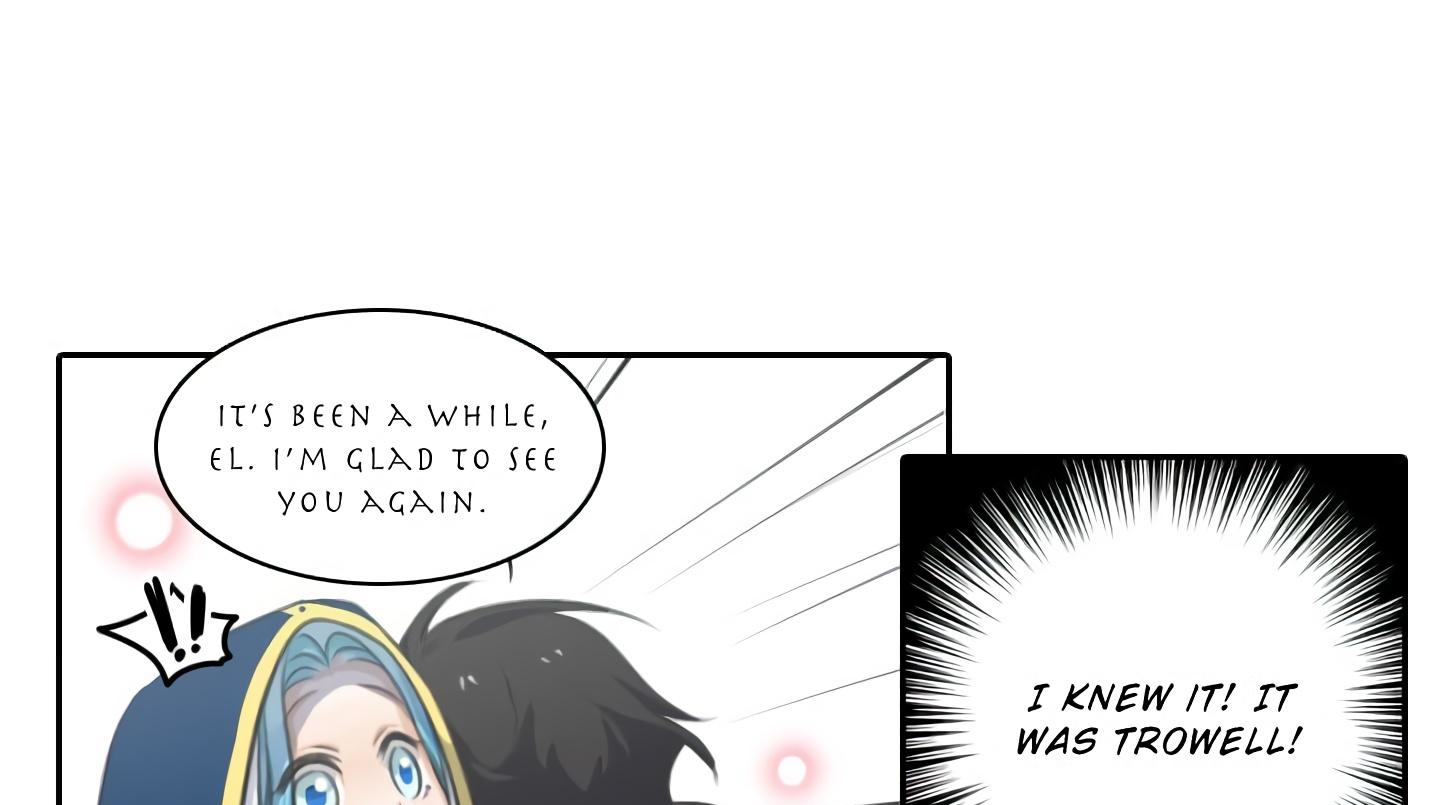 IT'S BEEN A WHILE,
EL. I'M GLAD TO SEE
YOU AGAIN.
!!
I KNEW IT! IT
WAS TROWELL!